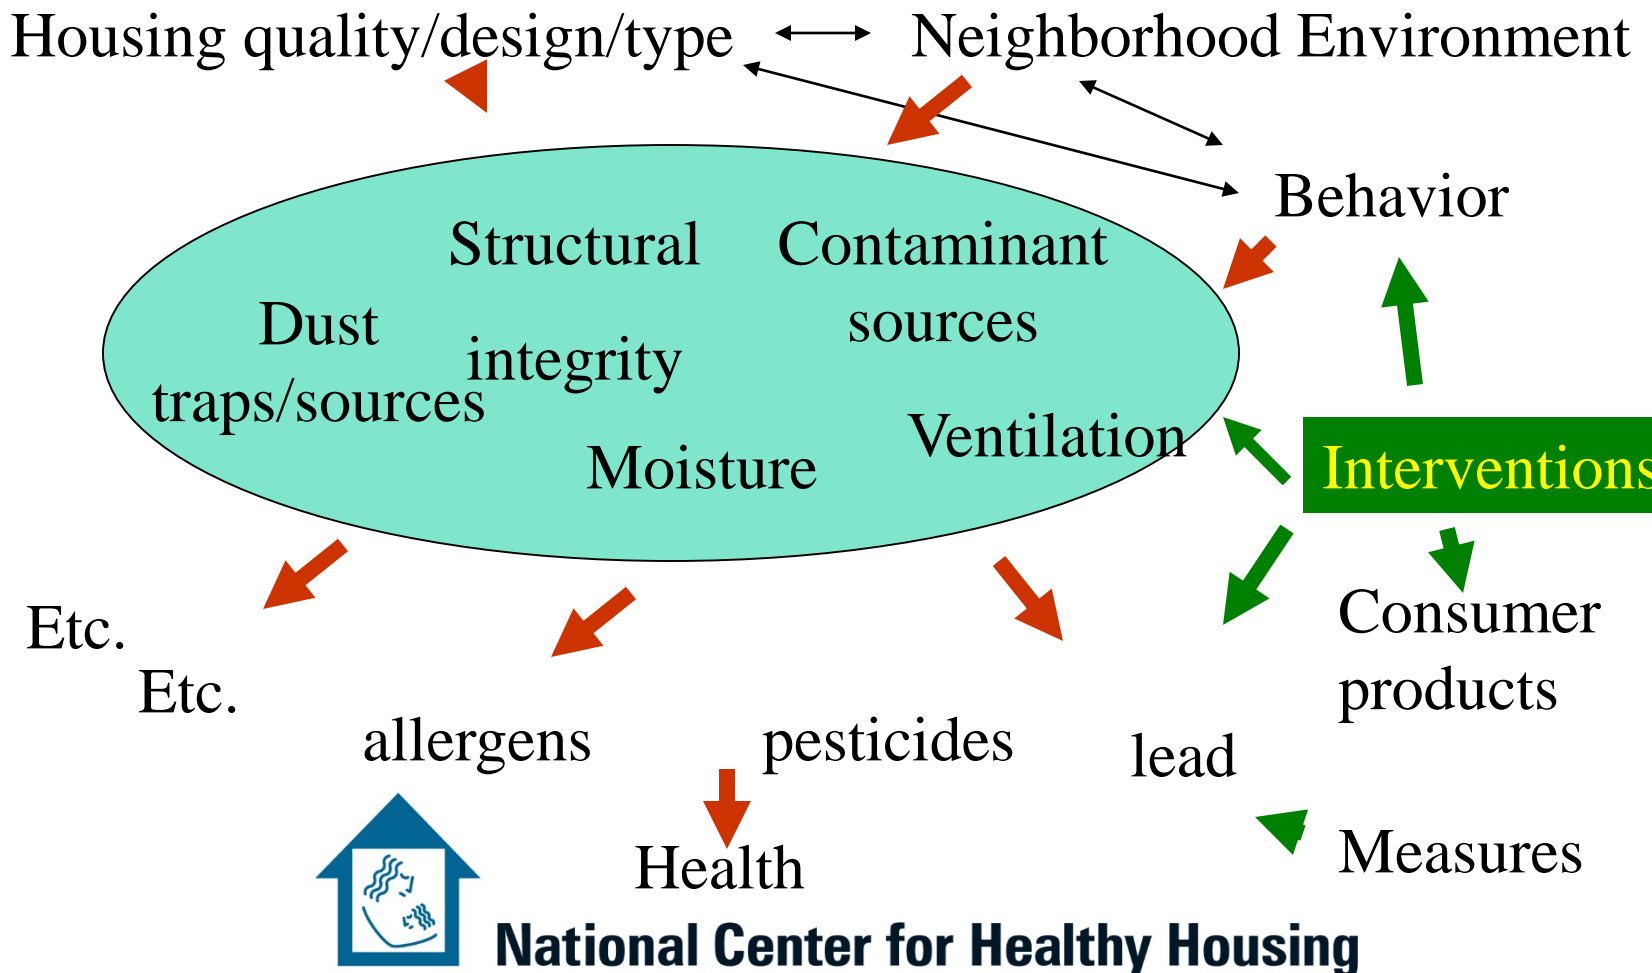 Housing quality/design/type
Neighborhood Environment
Behavior
Structural
integrity
Contaminant
sources
Dust
traps/sources
Ventilation
Moisture
Interventions
Etc.
Etc.
Consumer
products
allergens
pesticides
lead
Health
Measures
National Center for Healthy Housing